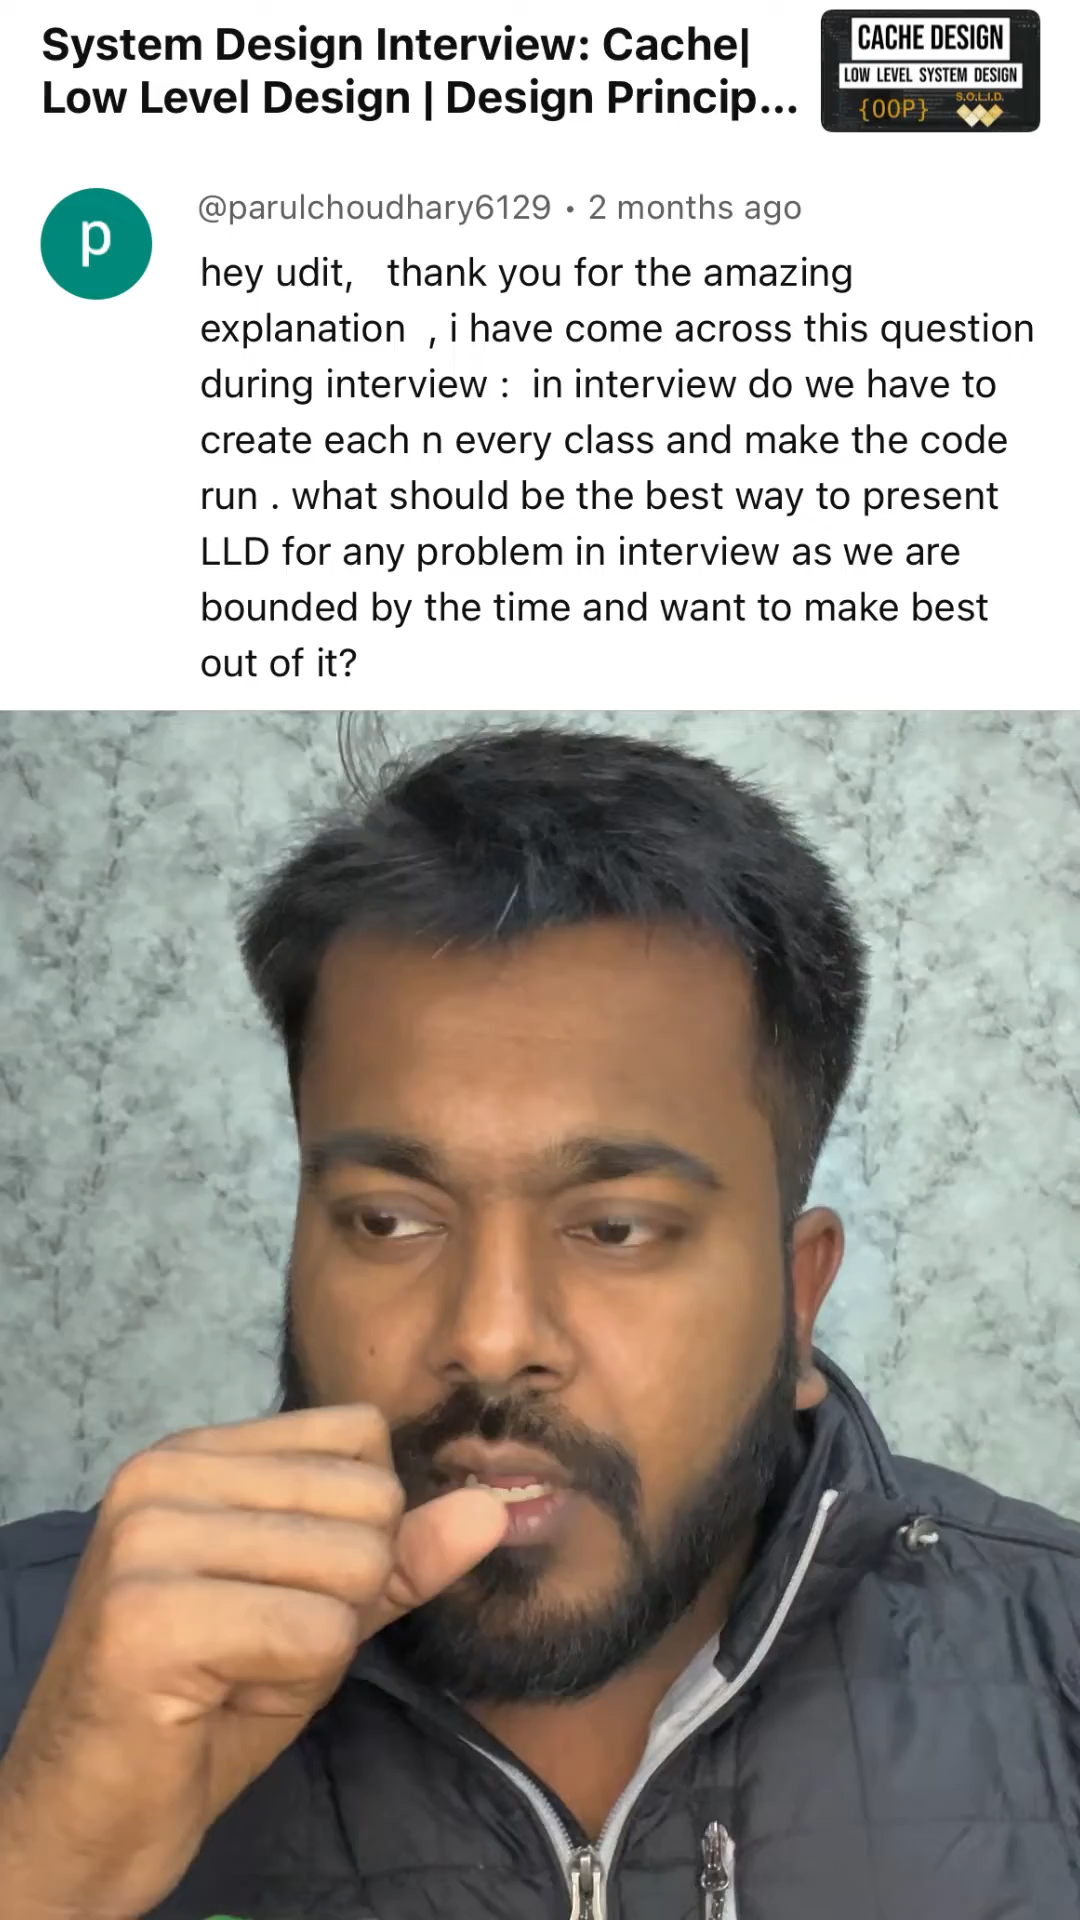 System Design Interview: Cache|
Low Level Design | Design Princip...
CACHE DESIGN
LOW LEVEL SYSTEM DESIGN
{OOP}
S.O.L.I.D.
p
@parulchoudhary6129 • 2 months ago
hey udit,   thank you for the amazing
explanation  , i have come across this question
during interview :  in interview do we have to
create each n every class and make the code
run . what should be the best way to present
LLD for any problem in interview as we are
bounded by the time and want to make best
out of it?